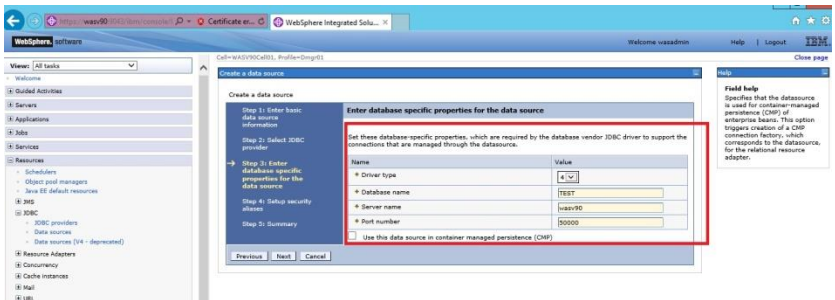 https://wasv90:9043/ibm/console/l
Certificate er...
WebSphere Integrated Solu...
WebSphere. software
Welcome wasadmin
Help | Logout
IBM.
View: All tasks
Welcome
Guided Activities
Servers
Applications
Jobs
Services
Resources
Schedulers
Object pool managers
Java EE default resources
JMS
JDBC
JDBC providers
Data sources
Data sources (V4 - deprecated)
Resource Adapters
Concurrency
Cache instances
Mail
URL
Cell=WASV90Cell01, Profile=Dmgr01
Close page
Create a data source
Create a data source
Step 1: Enter basic
data source
information
Step 2: Select JDBC
provider
Step 3: Enter
database specific
properties for the
data source
Step 4: Setup security
aliases
Step 5: Summary
Enter database specific properties for the data source
Set these database-specific properties, which are required by the database vendor JDBC driver to support the
connections that are managed through the datasource.
Name Value
* Driver type 4
* Database name TEST
* Server name wasv90
* Port number 50000
Use this data source in container managed persistence (CMP)
Previous Next Cancel
Help
Field help
Specifies that the datasource
is used for container-managed
persistence (CMP) of
enterprise beans. This option
triggers creation of a CMP
connection factory, which
corresponds to the datasource,
for the relational resource
adapter.